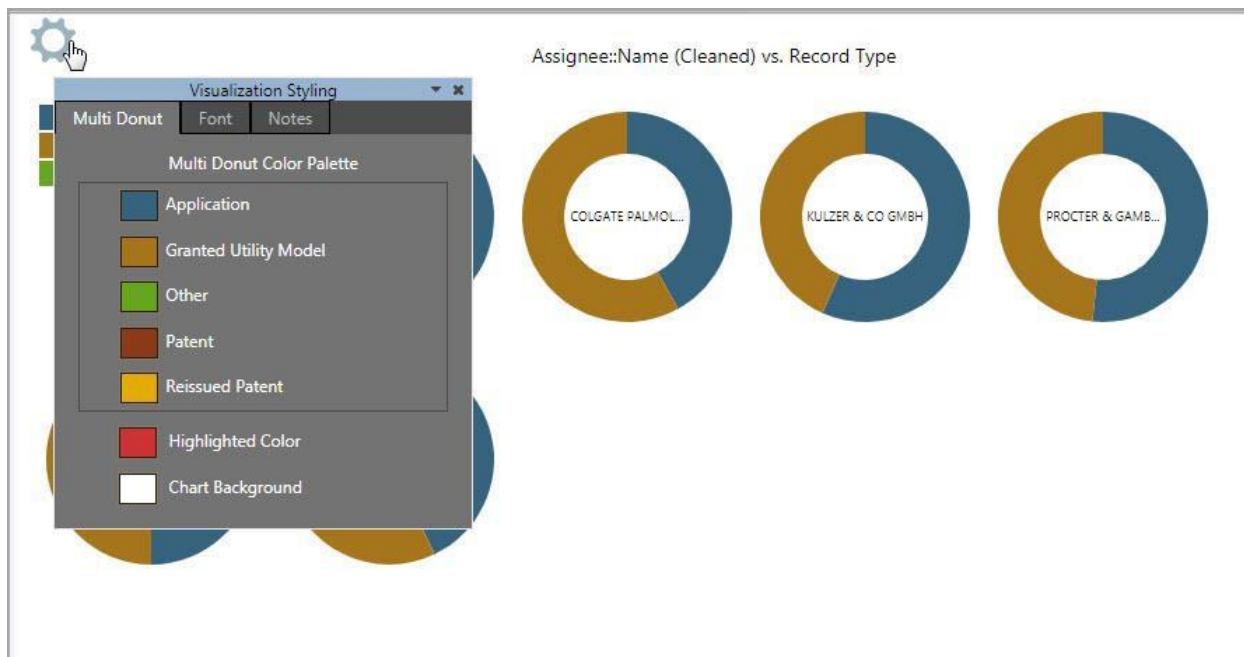 Assignee::Name (Cleaned) vs. Record Type
Visualization Styling
Multi Donut Font Notes
Multi Donut Color Palette
Application
Granted Utility Model
Other
Patent
Reissued Patent
Highlighted Color
Chart Background
COLGATE PALMOL...
KULZER & CO GMBH
PROCTER & GAMB...